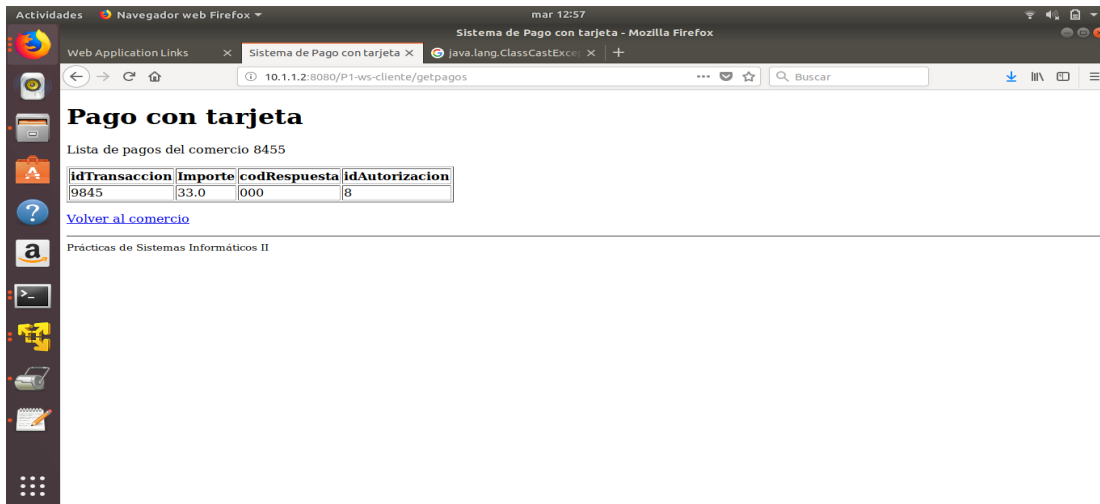 Actividades Navegador web Firefox mar 12:57
Sistema de Pago con tarjeta - Mozilla Firefox
Web Application Links Sistema de Pago con tarjeta java.lang.ClassCastExce
10.1.1.2:8080/P1-ws-cliente/getpagos Buscar
Pago con tarjeta
Lista de pagos del comercio 8455
idTransaccion Importe codRespuesta idAutorizacion
9845 33.0 000 8
Volver al comercio
Prácticas de Sistemas Informáticos II